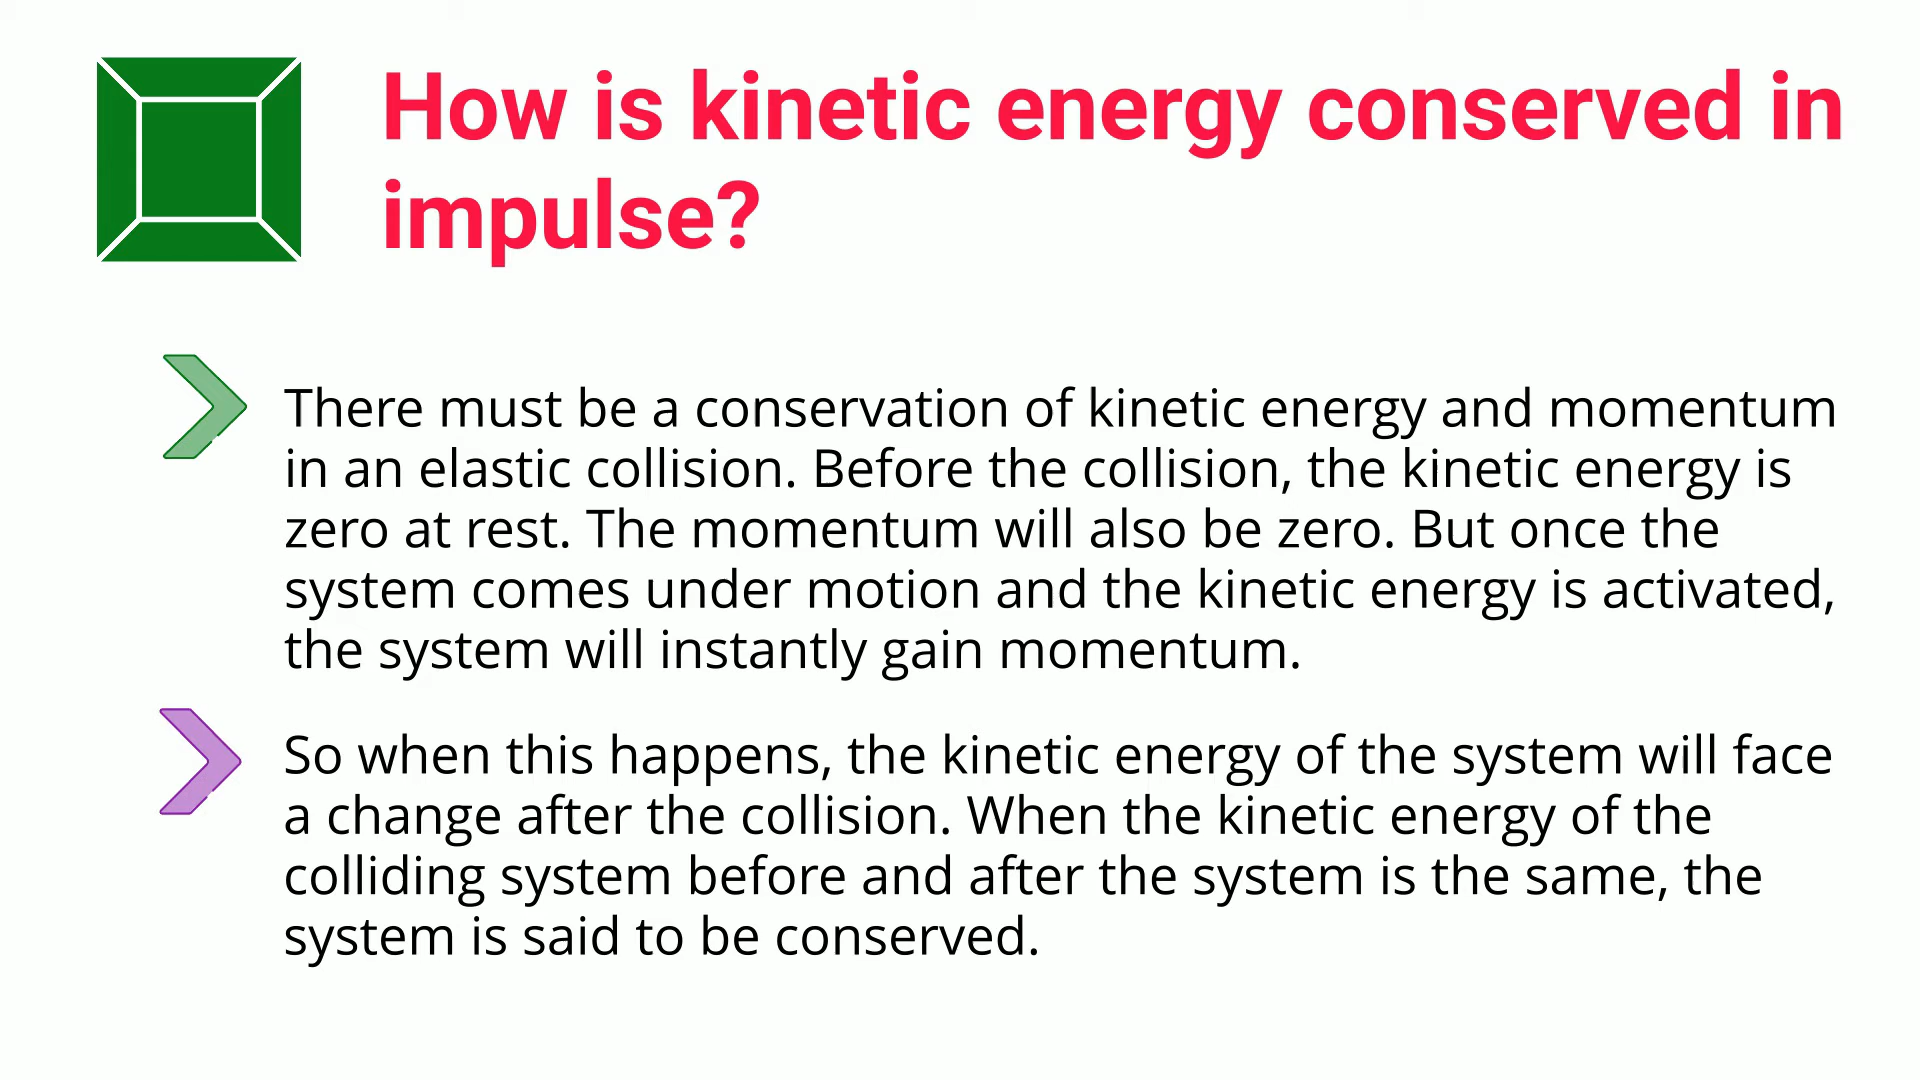 How is kinetic energy conserved in
impulse?
There must be a conservation of kinetic energy and momentum
in an elastic collision. Before the collision, the kinetic energy is
zero at rest. The momentum will also be zero. But once the
system comes under motion and the kinetic energy is activated,
the system will instantly gain momentum.
So when this happens, the kinetic energy of the system will face
a change after the collision. When the kinetic energy of the
colliding system before and after the system is the same, the
system is said to be conserved.